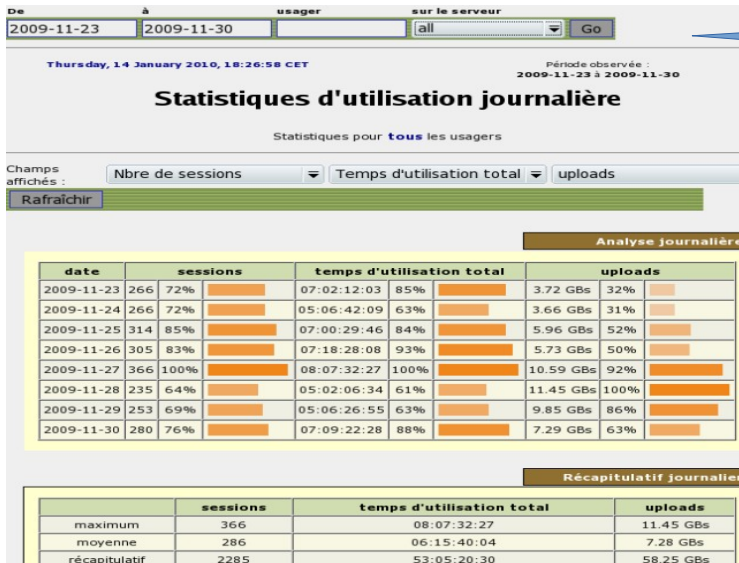 De à usager sur le serveur
2009-11-23 2009-11-30 all Go
Thursday, 14 January 2010, 18:26:58 CET
Période observée :
2009-11-23 à 2009-11-30
Statistiques d'utilisation journalière
Statistiques pour tous les usagers
Champs affichés : Nbre de sessions Temps d'utilisation total uploads
Rafraîchir
Analyse journalière
date sessions temps d'utilisation total uploads
2009-11-23 266 72% 07:02:12:03 85% 3.72 GBs 32%
2009-11-24 266 72% 05:06:42:09 63% 3.66 GBs 31%
2009-11-25 314 85% 07:00:29:46 84% 5.96 GBs 52%
2009-11-26 305 83% 07:18:28:08 93% 5.73 GBs 50%
2009-11-27 366 100% 08:07:32:27 100% 10.59 GBs 92%
2009-11-28 235 64% 05:02:06:34 61% 11.45 GBs 100%
2009-11-29 253 69% 05:06:26:55 63% 9.85 GBs 86%
2009-11-30 280 76% 07:09:22:28 88% 7.29 GBs 63%
Récapitulatif journalier
sessions temps d'utilisation total uploads
maximum 366 08:07:32:27 11.45 GBs
moyenne 286 06:15:40:04 7.28 GBs
récapitulatif 2285 53:05:20:30 58.25 GBs